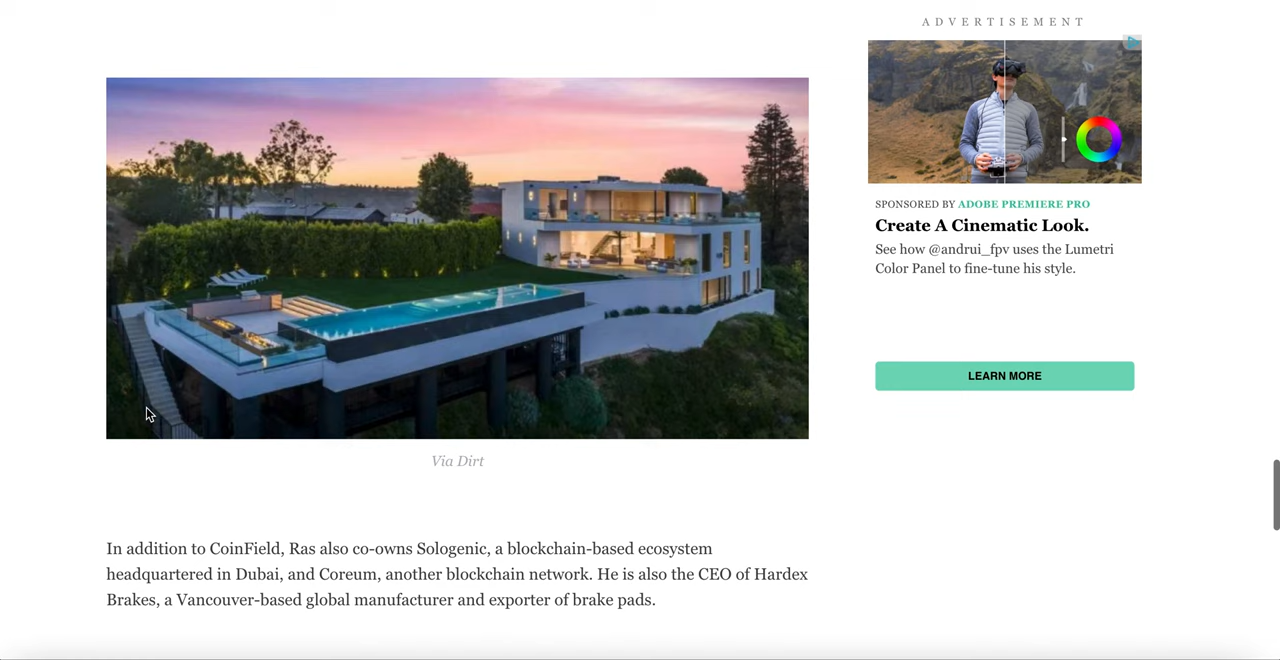 ADVERTISEMENT
SPONSORED BY ADOBE PREMIERE PRO
Create A Cinematic Look.
See how @andrui_fpv uses the Lumetri
Color Panel to fine-tune his style.
LEARN MORE
Via Dirt
In addition to CoinField, Ras also co-owns Sologenic, a blockchain-based ecosystem
headquartered in Dubai, and Coreum, another blockchain network. He is also the CEO of Hardex
Brakes, a Vancouver-based global manufacturer and exporter of brake pads.